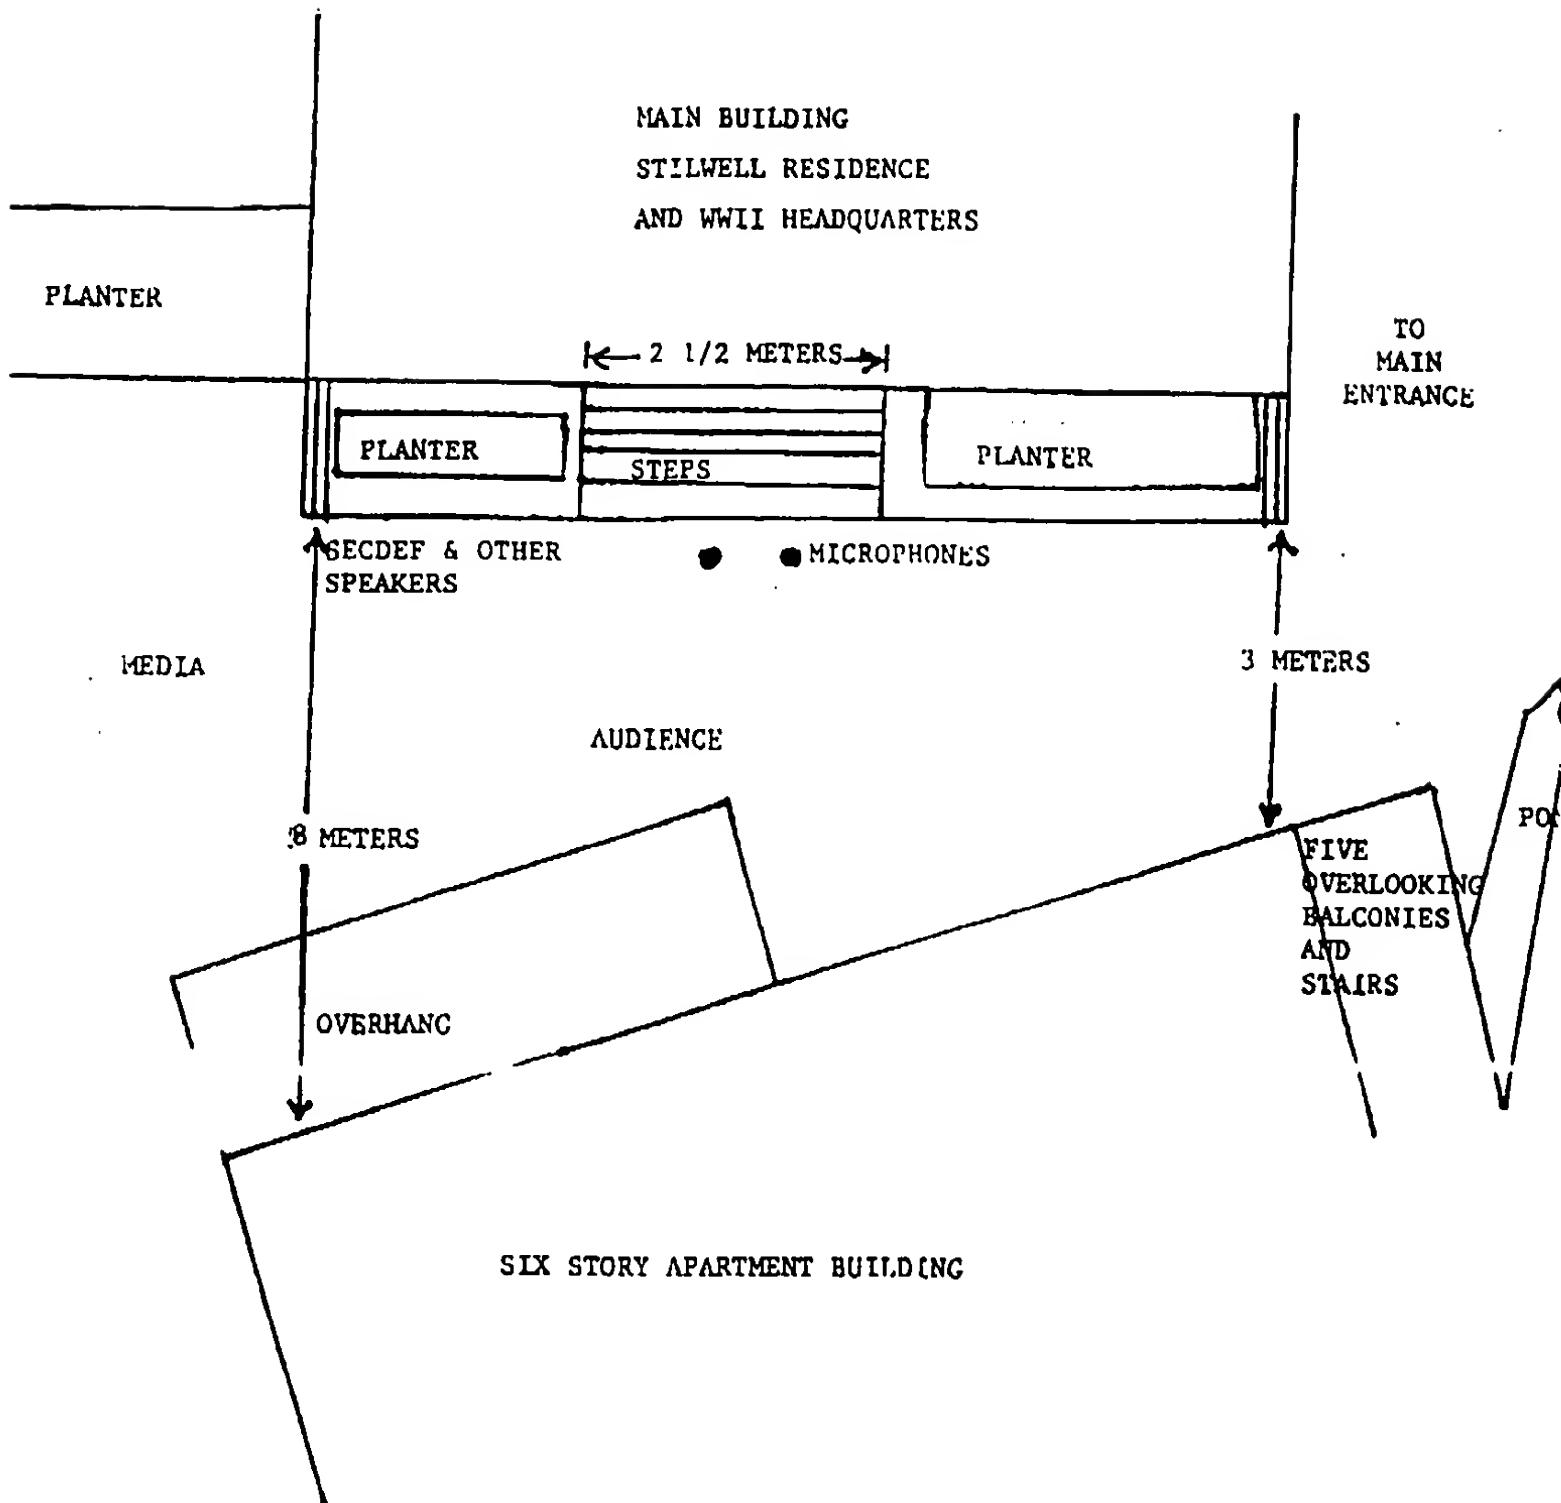 MAIN BUILDING
STILWELL RESIDENCE
AND WWII HEADQUARTERS
PLANTER
TO
MAIN
ENTRANCE
2 1/2 METERS
PLANTER
STEPS
PLANTER
SECDEF & OTHER
SPEAKERS
MICROPHONES
MEDIA
3 METERS
AUDIENCE
8 METERS
FIVE
OVERLOOKING
BALCONIES
AND
STAIRS
OVERHANG
SIX STORY APARTMENT BUILDING